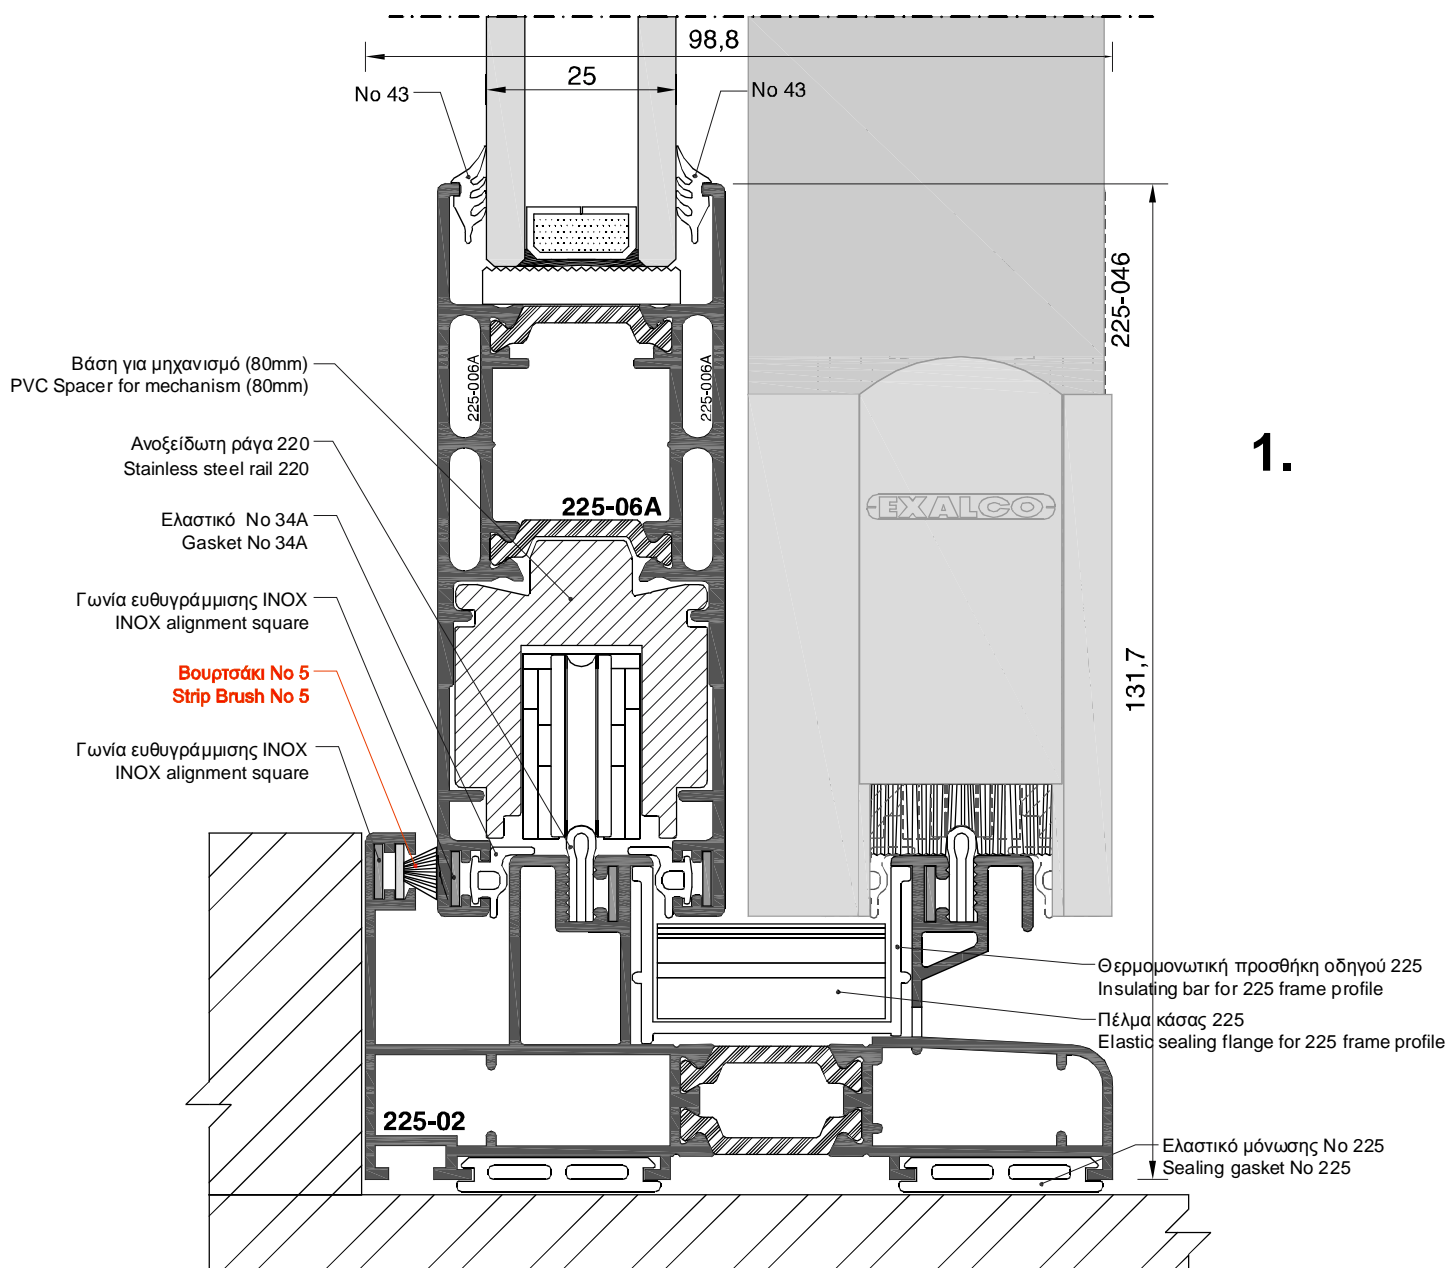 98,8
25
No 43
No 43
225-046
225-006A
225-006A
Βάση για μηχανισμό (80mm)
PVC Spacer for mechanism (80mm)
Ανοξείδωτη ράγα 220
Stainless steel rail 220
1.
225-06A
EXALCO
Ελαστικό No 34A
Gasket No 34A
Γωνία ευθυγράμμισης INOX
INOX alignment square
Βουρτσάκι No 5
Strip Brush No 5
131,7
Γωνία ευθυγράμμισης INOX
INOX alignment square
Θερμομονωτική προσθήκη οδηγού 225
Insulating bar for 225 frame profile
Πέλμα κάσας 225
Elastic sealing flange for 225 frame profile
225-02
Ελαστικό μόνωσης No 225
Sealing gasket No 225